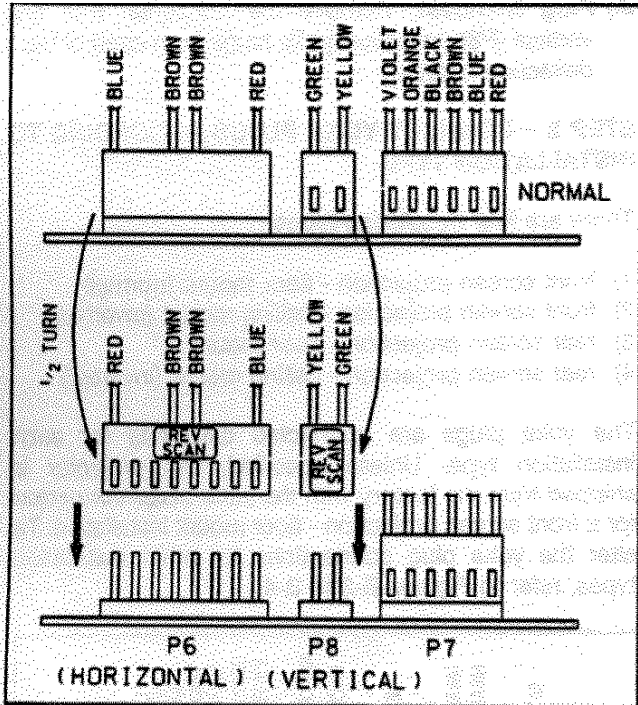 BLUE BROWN BROWN RED GREEN YELLOW VIOLET ORANGE BLACK BROWN BLUE RED
NORMAL
1/2 TURN
RED BROWN BROWN BLUE YELLOW GREEN
REV
SCAN
REV
SCAN
P6 P8 P7
(HORIZONTAL) (VERTICAL)